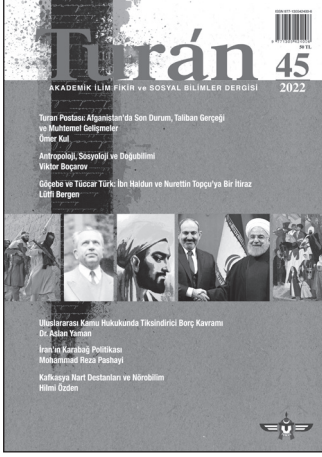 50 TL
Turán
45
2022
AKADEMİK İLİM FİKİR ve SOSYAL BİLİMLER DERGİSİ
Turan Postası: Afganistan'da Son Durum, Taliban Gerçeği
ve Muhtemel Gelişmeler
Ömer Kul
Antropoloji, Sosyoloji ve Doğubilimi
Viktor Boçarov
Göçebe ve Tüccar Türk: İbn Haldun ve Nurettin Topçu'ya Bir İtiraz
Lütfi Bergen
Uluslararası Kamu Hukukunda Tiksindirici Borç Kavramı
Dr. Aslan Yaman
İran'ın Karabağ Politikası
Mohammad Reza Pashayi
Kafkasya Nart Destanları ve Nörobilim
Hilmi Özden